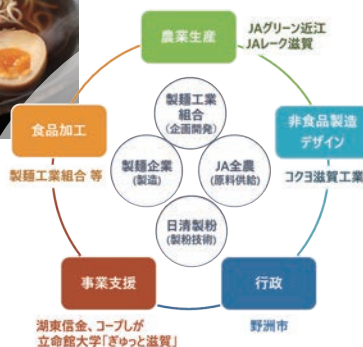 農業生産
JAグリーン近江
JAレーク滋賀
食品加工
製麺工業組合 等
製麺工業
組合
(企画開発)
非食品製造
デザイン
コクヨ滋賀工業
製麺企業
(製造)
JA全農
(原料供給)
日清製粉
(製粉技術)
事業支援
湖東信金、コープしが
立命館大学「ぎゅっと滋賀」
行政
野洲市